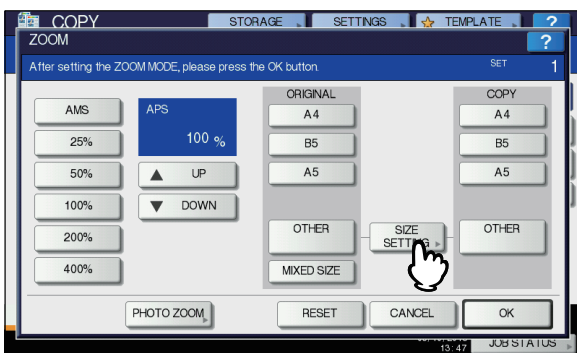 COPY
STORAGE
SETTINGS
TEMPLATE
?
ZOOM
?
After setting the ZOOM MODE, please press the OK button.
SET 1
ORIGINAL
COPY
AMS
APS
A4
A4
25%
100 %
B5
B5
50%
UP
A5
A5
100%
DOWN
200%
OTHER
SIZE
SETTING
OTHER
400%
MIXED SIZE
PHOTO ZOOM
RESET
CANCEL
OK
13:47
JOB STATUS